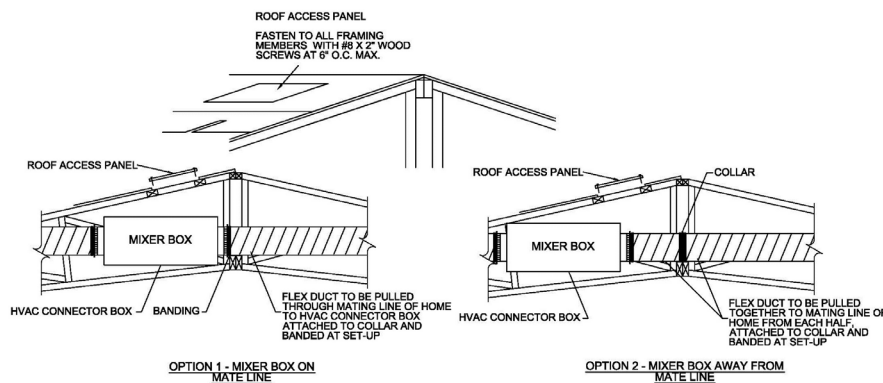 ROOF ACCESS PANEL
FASTEN TO ALL FRAMING
MEMBERS WITH #8 X 2" WOOD
SCREWS AT 6" O.C. MAX.
ROOF ACCESS PANEL
MIXER BOX
HVAC CONNECTOR BOX
BANDING
FLEX DUCT TO BE PULLED
THROUGH MATING LINE OF HOME
TO HVAC CONNECTOR BOX
ATTACHED TO COLLAR AND
BANDED AT SET-UP
OPTION 1 - MIXER BOX ON
MATE LINE
ROOF ACCESS PANEL
COLLAR
MIXER BOX
HVAC CONNECTOR BOX
FLEX DUCT TO BE PULLED
TOGETHER TO MATING LINE OF
HOME FROM EACH HALF,
ATTACHED TO COLLAR AND
BANDED AT SET-UP
OPTION 2 - MIXER BOX AWAY FROM
MATE LINE